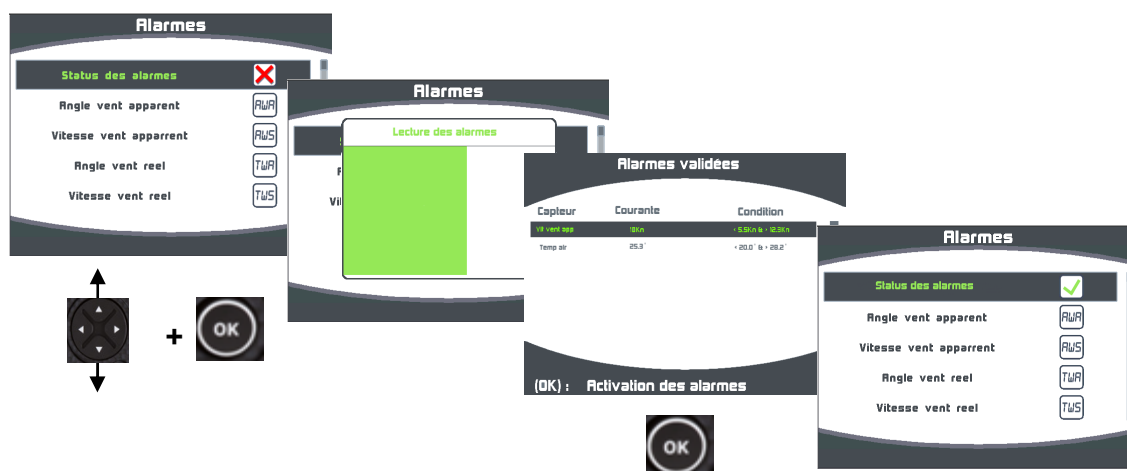 Alarmes
Status des alarmes
Angle vent apparent AWA
Vitesse vent apparrent AWS
Angle vent reel TWA
Vitesse vent reel TWS
+ OK
Alarmes
Lecture des alarmes
Vi
Alarmes validées
Capteur Courante Condition
Vit vent app 18Kn < 5.5Kn & > 12.3Kn
Temp air 25.3° < 20.0° & > 28.2°
(OK) : Activation des alarmes
OK
Alarmes
Status des alarmes
Angle vent apparent AWA
Vitesse vent apparrent AWS
Angle vent reel TWA
Vitesse vent reel TWS